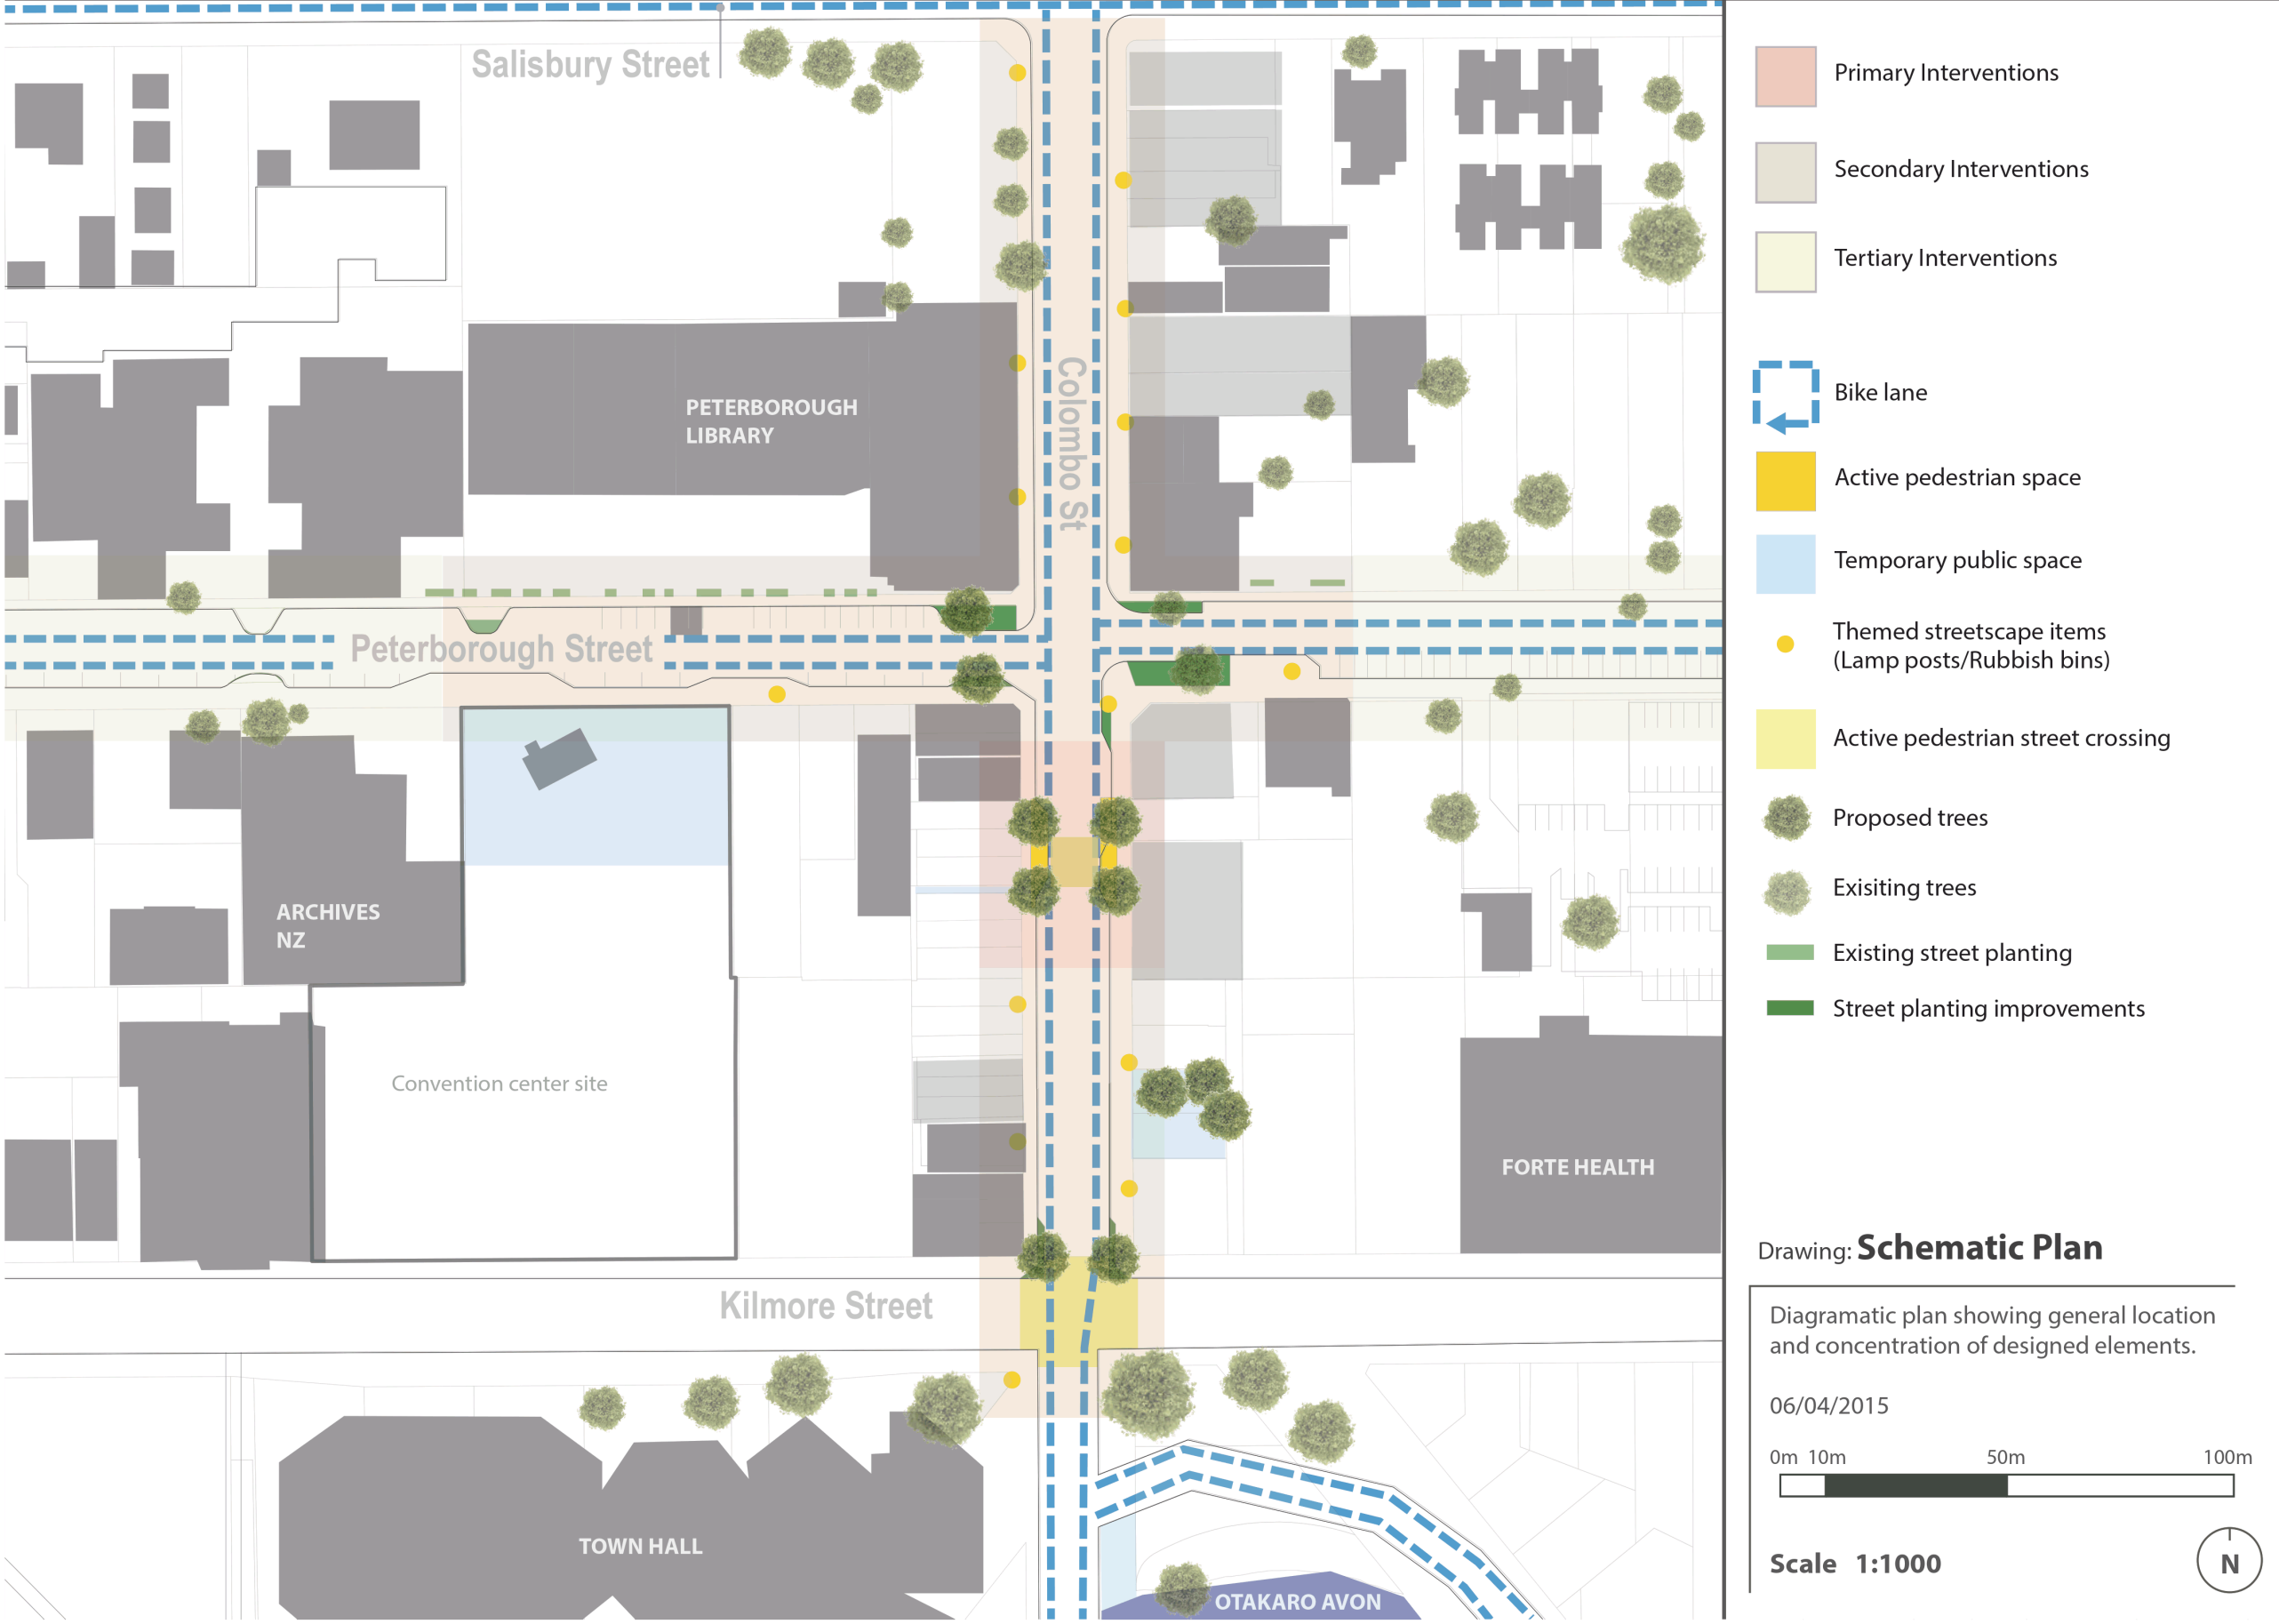 Salisbury Street
PETERBOROUGH
LIBRARY
Colombo St
Peterborough Street
ARCHIVES
NZ
Convention center site
FORTE HEALTH
Kilmore Street
TOWN HALL
OTAKARO AVON
Primary Interventions
Secondary Interventions
Tertiary Interventions
Bike lane
Active pedestrian space
Temporary public space
Themed streetscape items
(Lamp posts/Rubbish bins)
Active pedestrian street crossing
Proposed trees
Exisiting trees
Existing street planting
Street planting improvements
Drawing: Schematic Plan
Diagramatic plan showing general location
and concentration of designed elements.
06/04/2015
0m 10m 50m 100m
Scale 1:1000
N